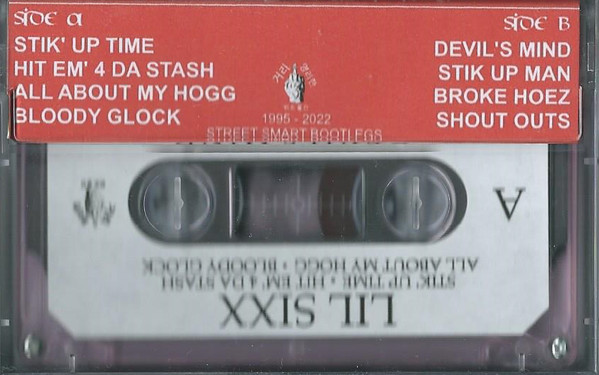 SiDE a
STIK' UP TIME
HIT EM' 4 DA STASH
ALL ABOUT MY HOGG
BLOODY GLOCK
SiDE B
DEVIL'S MIND
STIK UP MAN
BROKE HOEZ
SHOUT OUTS
1995 - 2022
STREET SMART BOOTLEGS
A
LIL SIXX
STIK' UP TIME • HIT EM' 4 DA STASH
ALL ABOUT MY HOGG • BLOODY GLOCK